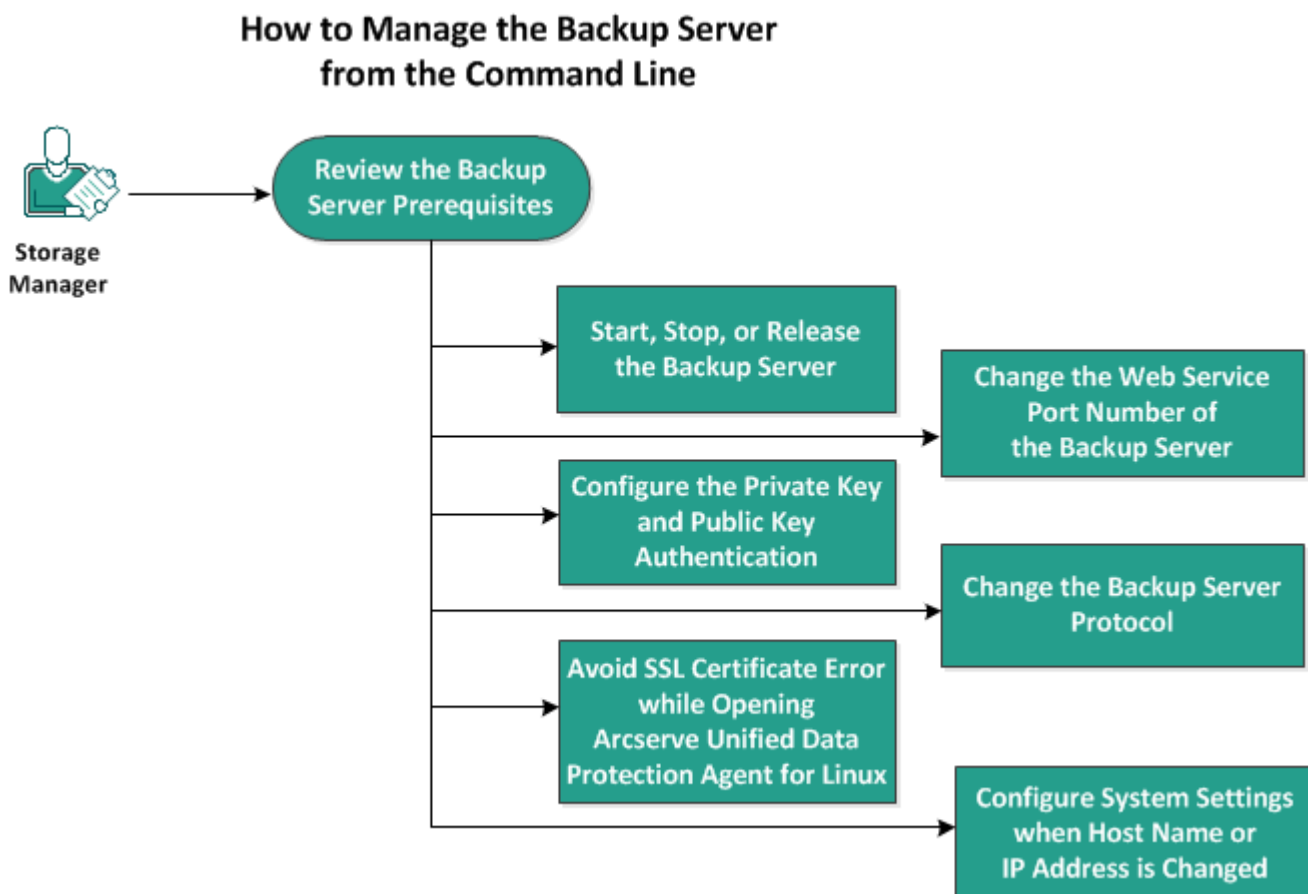 How to Manage the Backup Server
from the Command Line
Storage
Manager
Review the Backup
Server Prerequisites
Start, Stop, or Release
the Backup Server
Change the Web Service
Port Number of
the Backup Server
Configure the Private Key
and Public Key
Authentication
Change the Backup Server
Protocol
Avoid SSL Certificate Error
while Opening
Arcserve Unified Data
Protection Agent for Linux
Configure System Settings
when Host Name or
IP Address is Changed